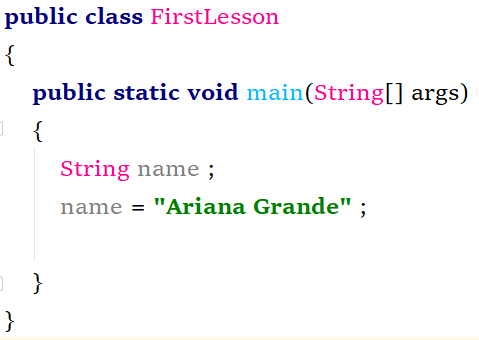 public class FirstLesson
{
public static void main(String[] args)
{
String name ;
name = "Ariana Grande" ;
}
}